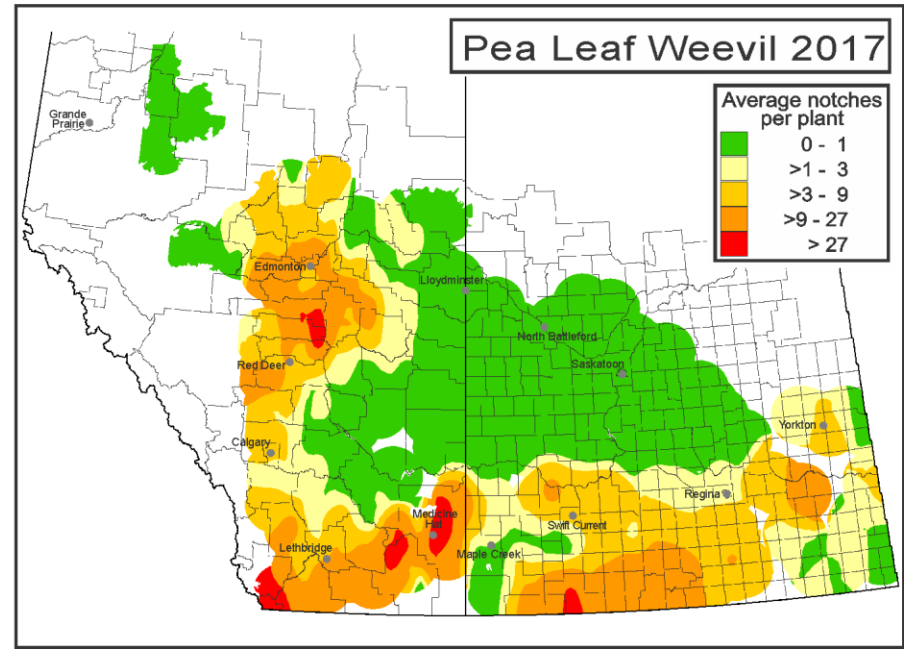 Pea Leaf Weevil 2017
Average notches
per plant
0 - 1
>1 - 3
>3 - 9
>9 - 27
> 27
Grande
Prairie
Edmonton
Lloydminster
North Battleford
Saskatoon
Red Deer
Yorkton
Calgary
Regina
Medicine
Hat
Swift Current
Lethbridge
Maple Creek